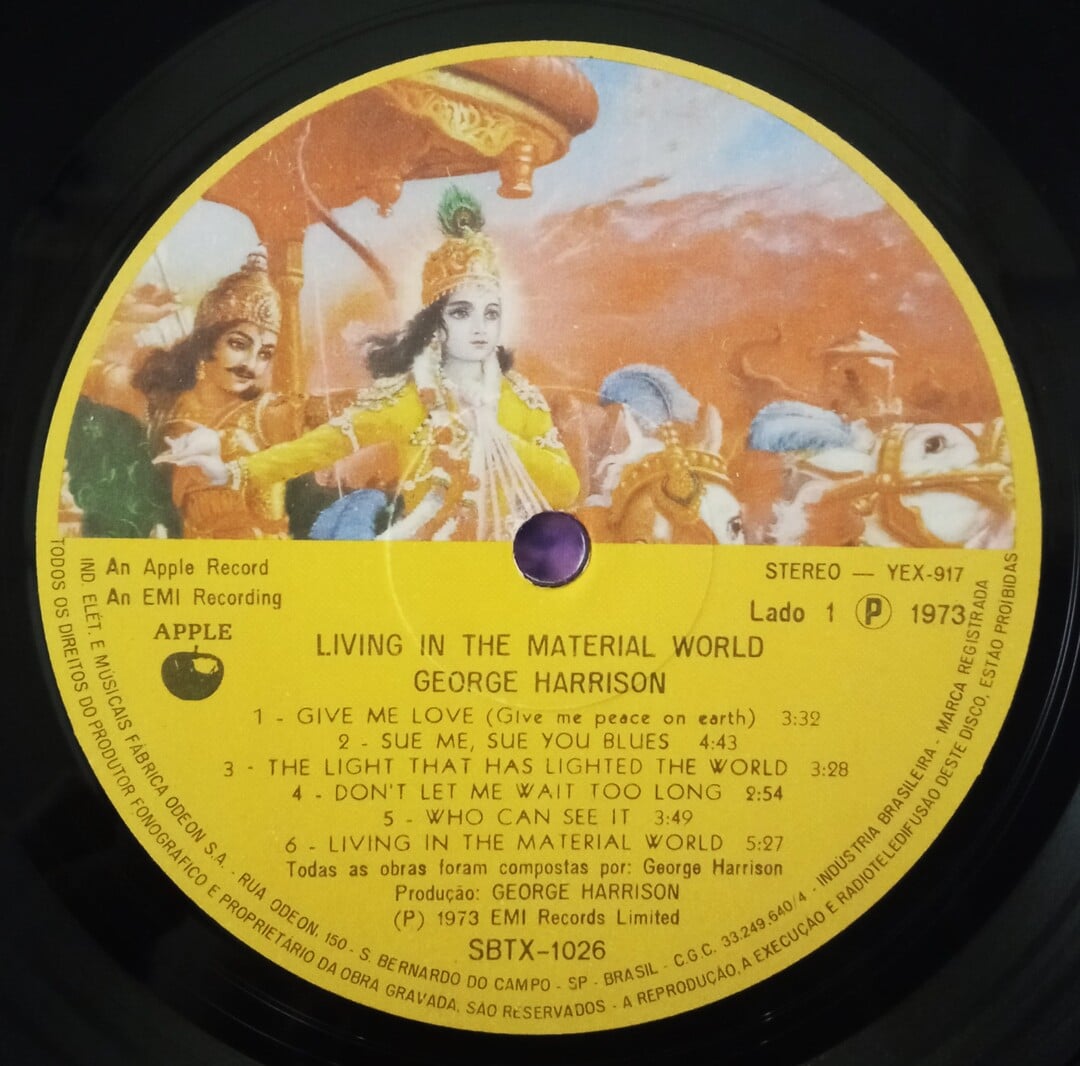 An Apple Record
An EMI Recording
APPLE
STEREO — YEX-917
Lado 1 Ⓟ 1973
LIVING IN THE MATERIAL WORLD
GEORGE HARRISON
1 - GIVE ME LOVE (Give me peace on earth) 3:32
2 - SUE ME, SUE YOU BLUES 4:43
3 - THE LIGHT THAT HAS LIGHTED THE WORLD 3:28
4 - DON'T LET ME WAIT TOO LONG 2:54
5 - WHO CAN SEE IT 3:49
6 - LIVING IN THE MATERIAL WORLD 5:27
Todas as obras foram compostas por: George Harrison
Produção: GEORGE HARRISON
(P) 1973 EMI Records Limited
SBTX-1026
IND. ELÉT. E MÚSICAIS FÁBRICA ODEON S.A. - RUA ODEON, 150 - S. BERNARDO DO CAMPO - SP - BRASIL - C.G.C. 33.249.640/4 - INDÚSTRIA BRASILEIRA - MARCA REGISTRADA
TODOS OS DIREITOS DO PRODUTOR FONOGRÁFICO E PROPRIETÁRIO DA OBRA GRAVADA, SÃO RESERVADOS - A REPRODUÇÃO, A EXECUÇÃO E RADIOTELEDIFUSÃO DESTE DISCO, ESTÃO PROÍBIDAS